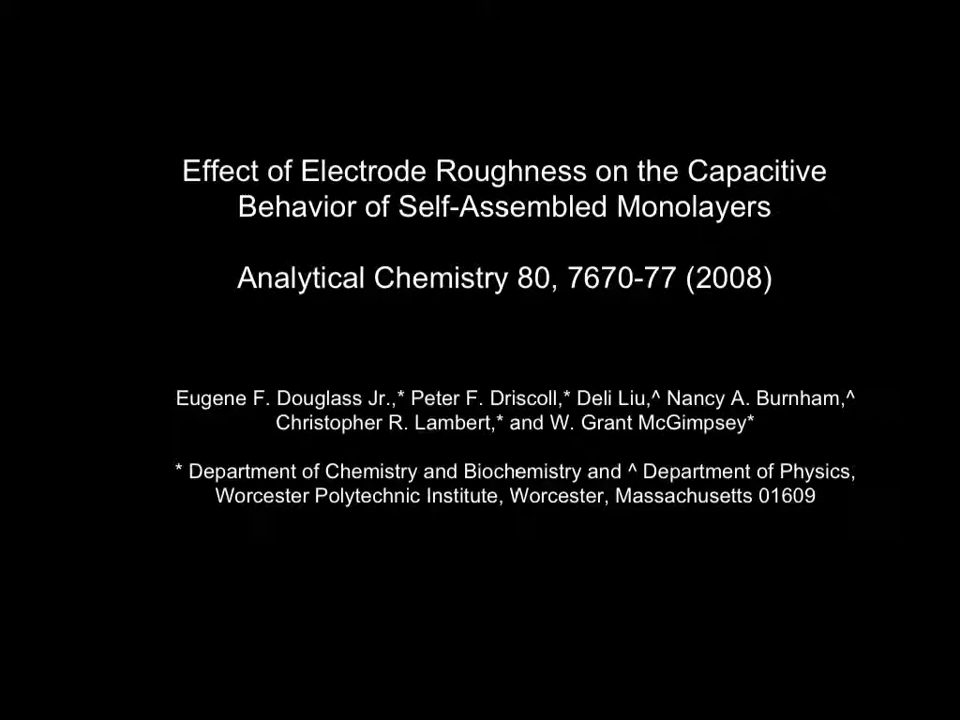 Effect of Electrode Roughness on the Capacitive
Behavior of Self-Assembled Monolayers
Analytical Chemistry 80, 7670-77 (2008)
Eugene F. Douglass Jr.,* Peter F. Driscoll,* Deli Liu,^ Nancy A. Burnham,^
Christopher R. Lambert,* and W. Grant McGimpsey*
* Department of Chemistry and Biochemistry and ^ Department of Physics,
Worcester Polytechnic Institute, Worcester, Massachusetts 01609